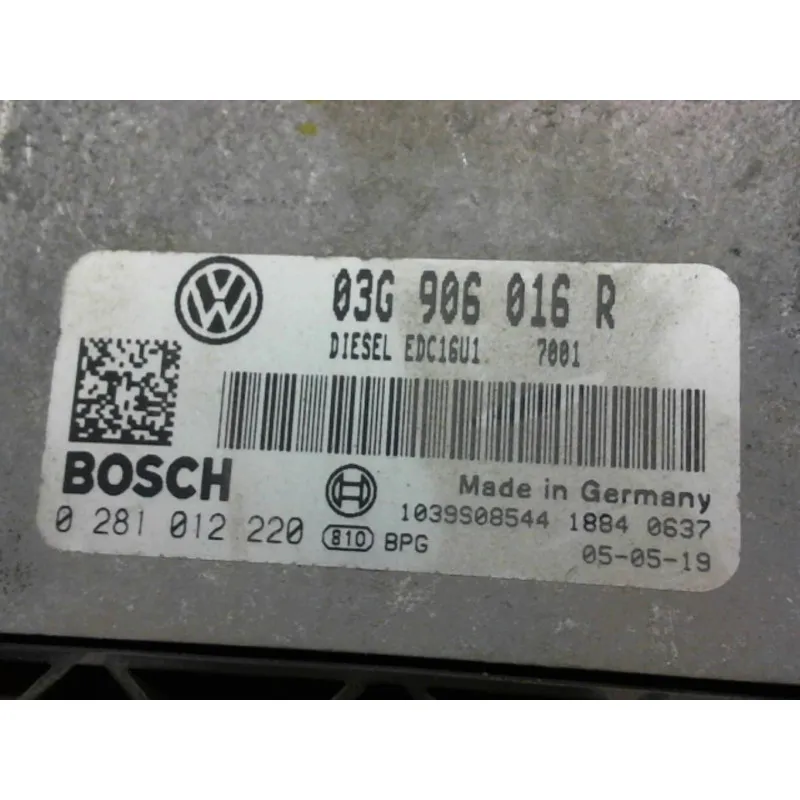 03G 906 016 R
DIESEL EDC16U1 7001
BOSCH
Made in Germany
0 281 012 220 810 BPG 1039S08544 1884 0637
05-05-19